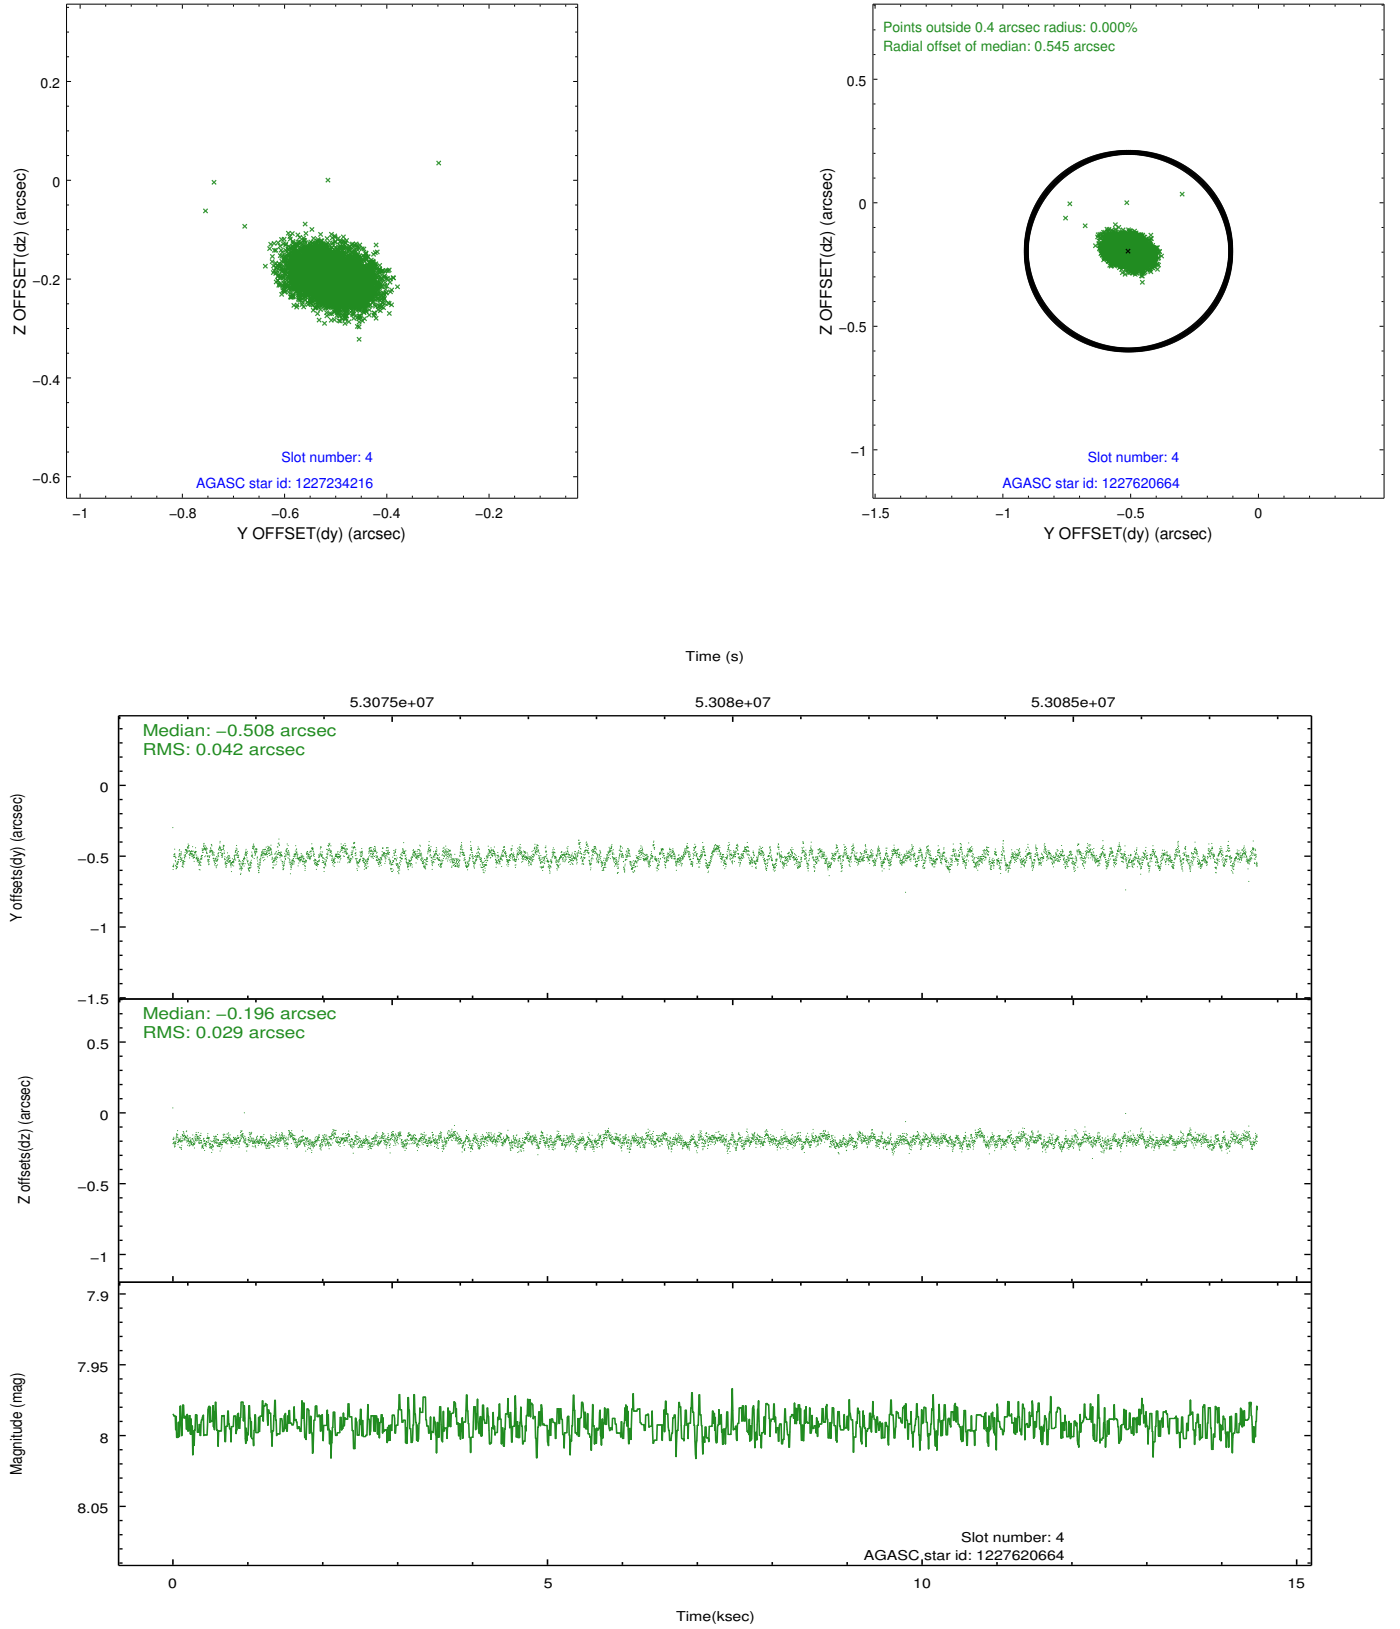 0.2
0
−0.2
−0.4
−0.6
Z OFFSET(dz) (arcsec)
Slot number: 4
AGASC star id: 1227234216
−1
−0.8
−0.6
−0.4
−0.2
Y OFFSET(dy) (arcsec)
Points outside 0.4 arcsec radius: 0.000%
Radial offset of median: 0.545 arcsec
0.5
0
−0.5
−1
Z OFFSET(dz) (arcsec)
Slot number: 4
AGASC star id: 1227620664
−1.5
−1
−0.5
0
Y OFFSET(dy) (arcsec)
Time (s)
5.3075e+07
5.308e+07
5.3085e+07
Median: −0.508 arcsec
RMS: 0.042 arcsec
0
−0.5
−1
−1.5
Y offsets(dy) (arcsec)
Median: −0.196 arcsec
RMS: 0.029 arcsec
0.5
0
−0.5
−1
Z offsets(dz) (arcsec)
7.9
7.95
8
8.05
Magnitude (mag)
Slot number: 4
AGASC star id: 1227620664
0
5
10
15
Time(ksec)